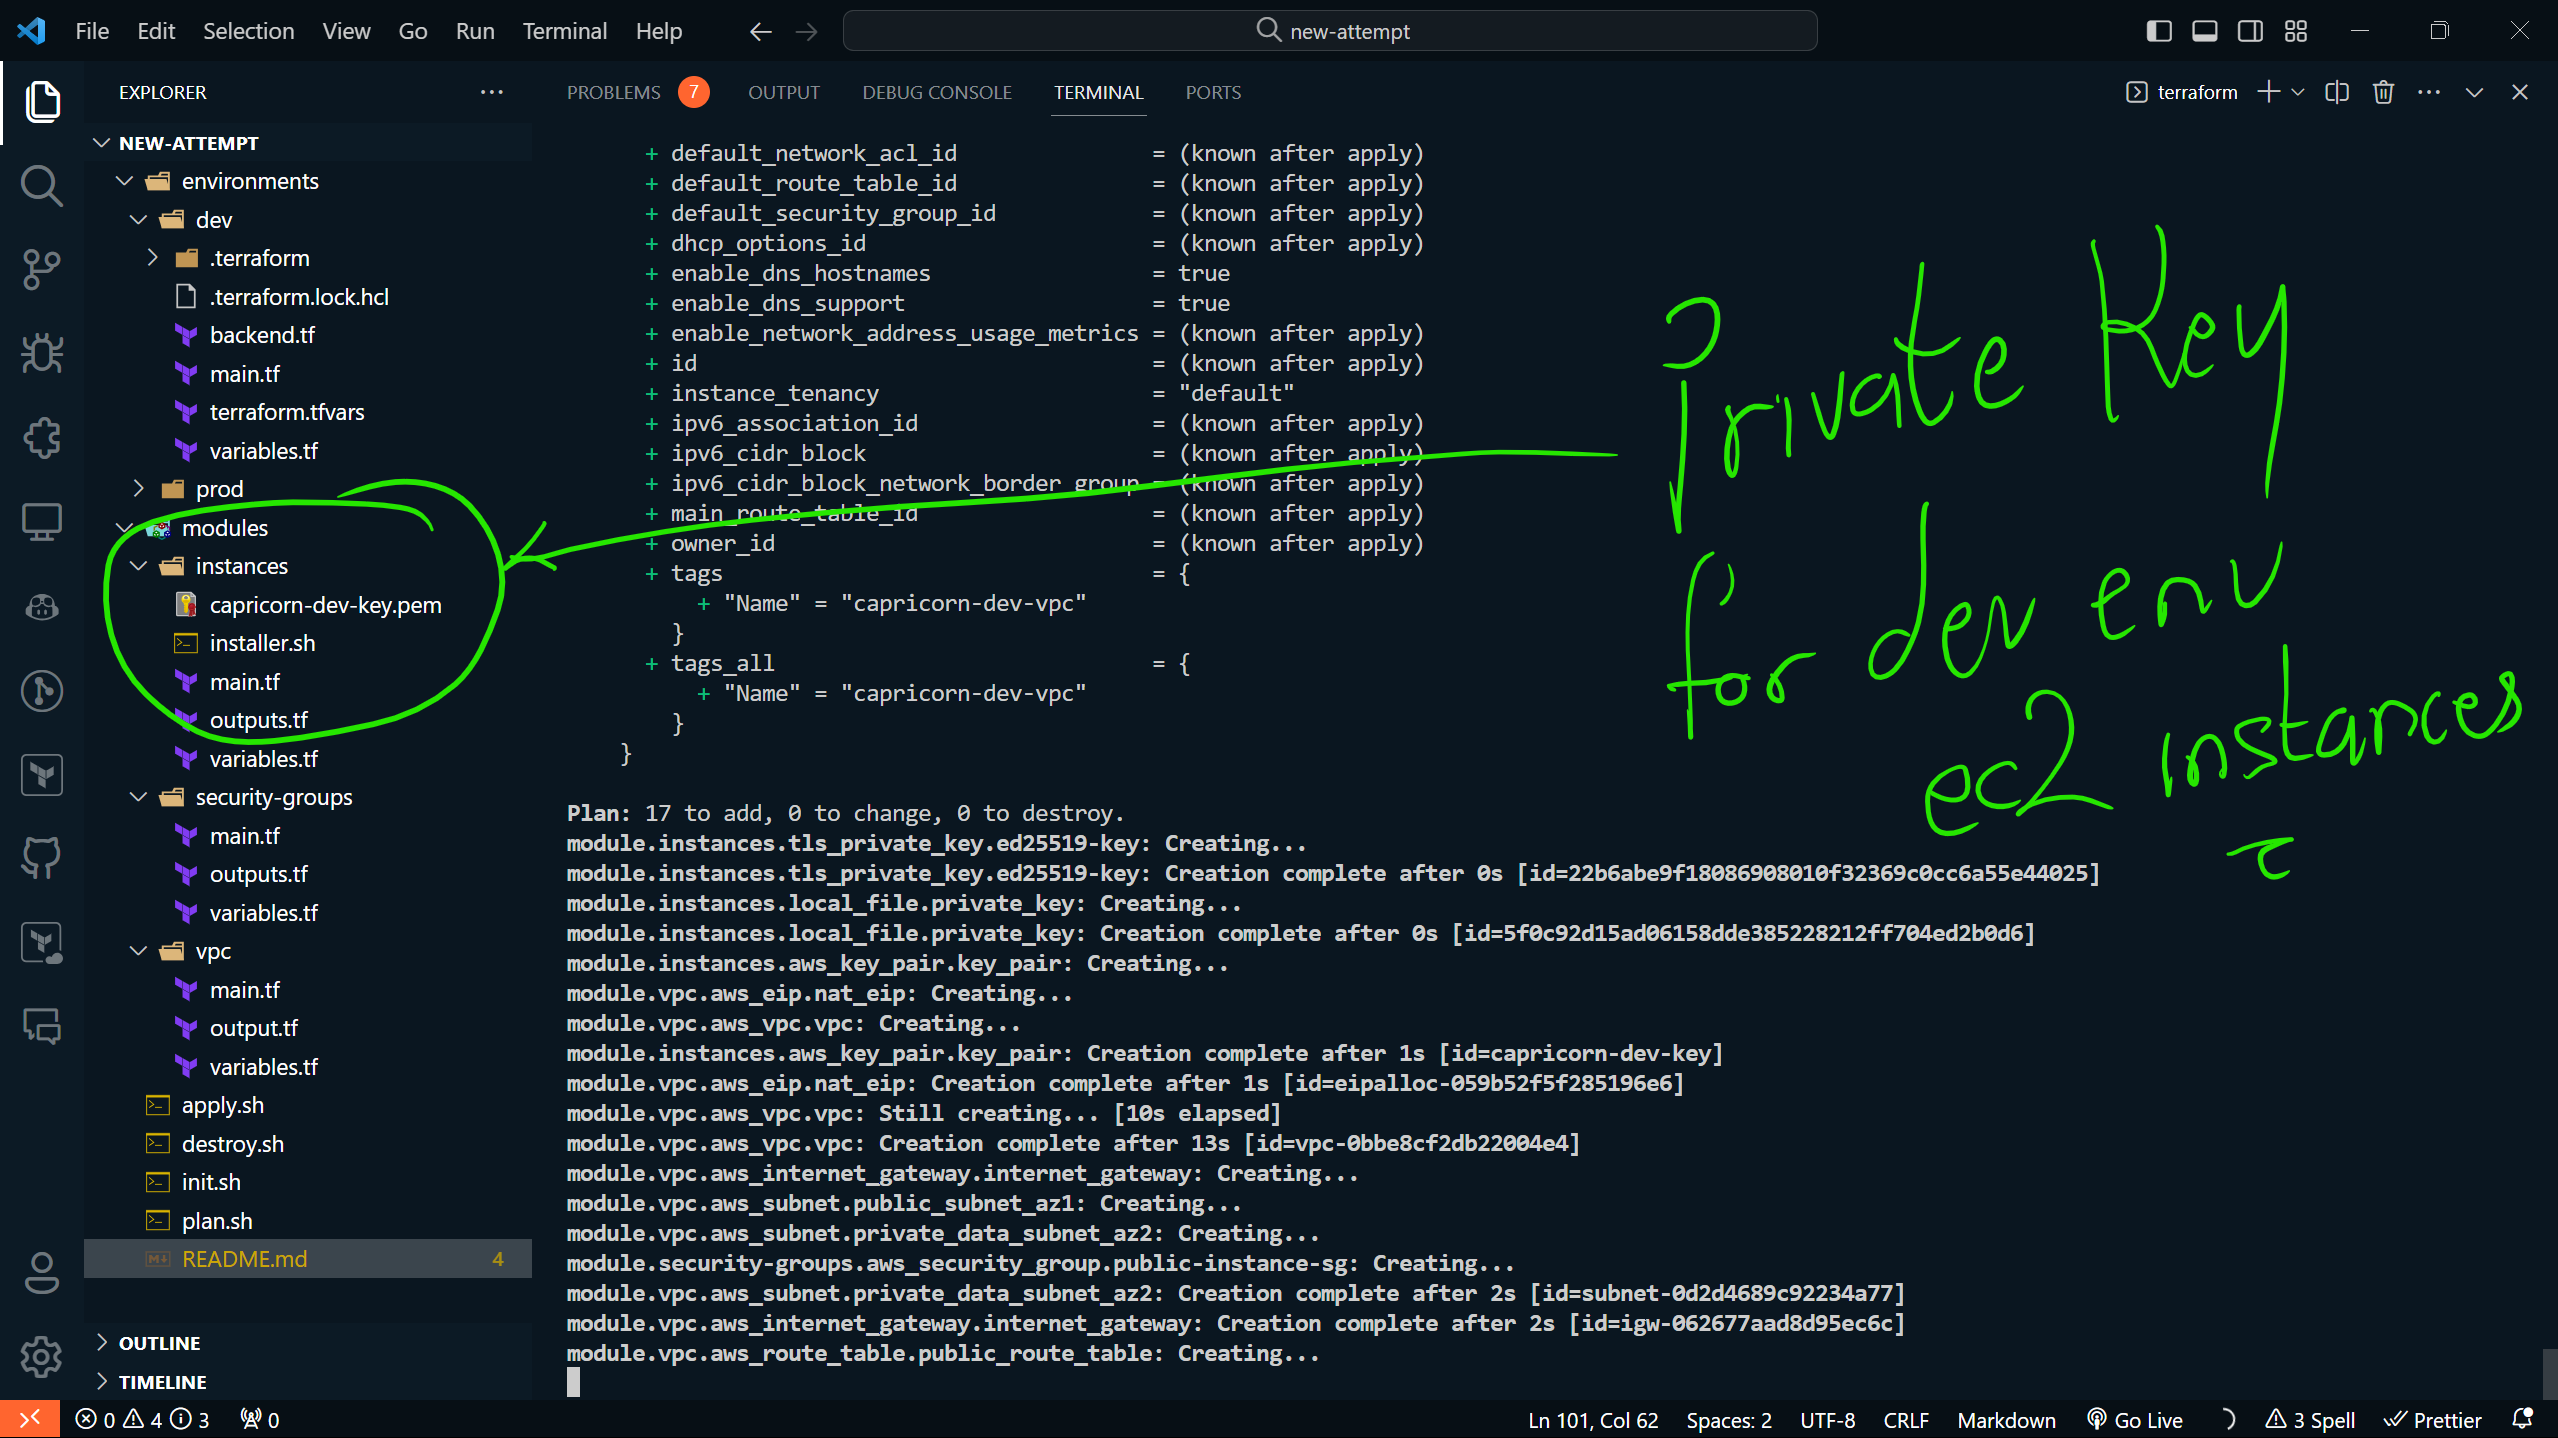 File Edit Selection View Go Run Terminal Help
new-attempt
EXPLORER
NEW-ATTEMPT
environments
dev
.terraform
.terraform.lock.hcl
backend.tf
main.tf
terraform.tfvars
variables.tf
prod
modules
instances
capricorn-dev-key.pem
installer.sh
main.tf
outputs.tf
variables.tf
security-groups
main.tf
outputs.tf
variables.tf
vpc
main.tf
output.tf
variables.tf
apply.sh
destroy.sh
init.sh
plan.sh
README.md 4
OUTLINE
TIMELINE
PROBLEMS 7 OUTPUT DEBUG CONSOLE TERMINAL PORTS
terraform
+ default_network_acl_id = (known after apply)
+ default_route_table_id = (known after apply)
+ default_security_group_id = (known after apply)
+ dhcp_options_id = (known after apply)
+ enable_dns_hostnames = true
+ enable_dns_support = true
+ enable_network_address_usage_metrics = (known after apply)
+ id = (known after apply)
+ instance_tenancy = "default"
+ ipv6_association_id = (known after apply)
+ ipv6_cidr_block = (known after apply)
+ ipv6_cidr_block_network_border_group = (known after apply)
+ main_route_table_id = (known after apply)
+ owner_id = (known after apply)
+ tags = {
+ "Name" = "capricorn-dev-vpc"
}
+ tags_all = {
+ "Name" = "capricorn-dev-vpc"
}
}
Plan: 17 to add, 0 to change, 0 to destroy.
module.instances.tls_private_key.ed25519-key: Creating...
module.instances.tls_private_key.ed25519-key: Creation complete after 0s [id=22b6abe9f18086908010f32369c0cc6a55e44025]
module.instances.local_file.private_key: Creating...
module.instances.local_file.private_key: Creation complete after 0s [id=5f0c92d15ad06158dde385228212ff704ed2b0d6]
module.instances.aws_key_pair.key_pair: Creating...
module.vpc.aws_eip.nat_eip: Creating...
module.vpc.aws_vpc.vpc: Creating...
module.instances.aws_key_pair.key_pair: Creation complete after 1s [id=capricorn-dev-key]
module.vpc.aws_eip.nat_eip: Creation complete after 1s [id=eipalloc-059b52f5f285196e6]
module.vpc.aws_vpc.vpc: Still creating... [10s elapsed]
module.vpc.aws_vpc.vpc: Creation complete after 13s [id=vpc-0bbe8cf2db22004e4]
module.vpc.aws_internet_gateway.internet_gateway: Creating...
module.vpc.aws_subnet.public_subnet_az1: Creating...
module.vpc.aws_subnet.private_data_subnet_az2: Creating...
module.security-groups.aws_security_group.public-instance-sg: Creating...
module.vpc.aws_subnet.private_data_subnet_az2: Creation complete after 2s [id=subnet-0d2d4689c92234a77]
module.vpc.aws_internet_gateway.internet_gateway: Creation complete after 2s [id=igw-062677aad8d95ec6c]
module.vpc.aws_route_table.public_route_table: Creating...
Private Key
for dev env
ec2 instances
0 4 3 0
Ln 101, Col 62 Spaces: 2 UTF-8 CRLF Markdown Go Live 3 Spell Prettier